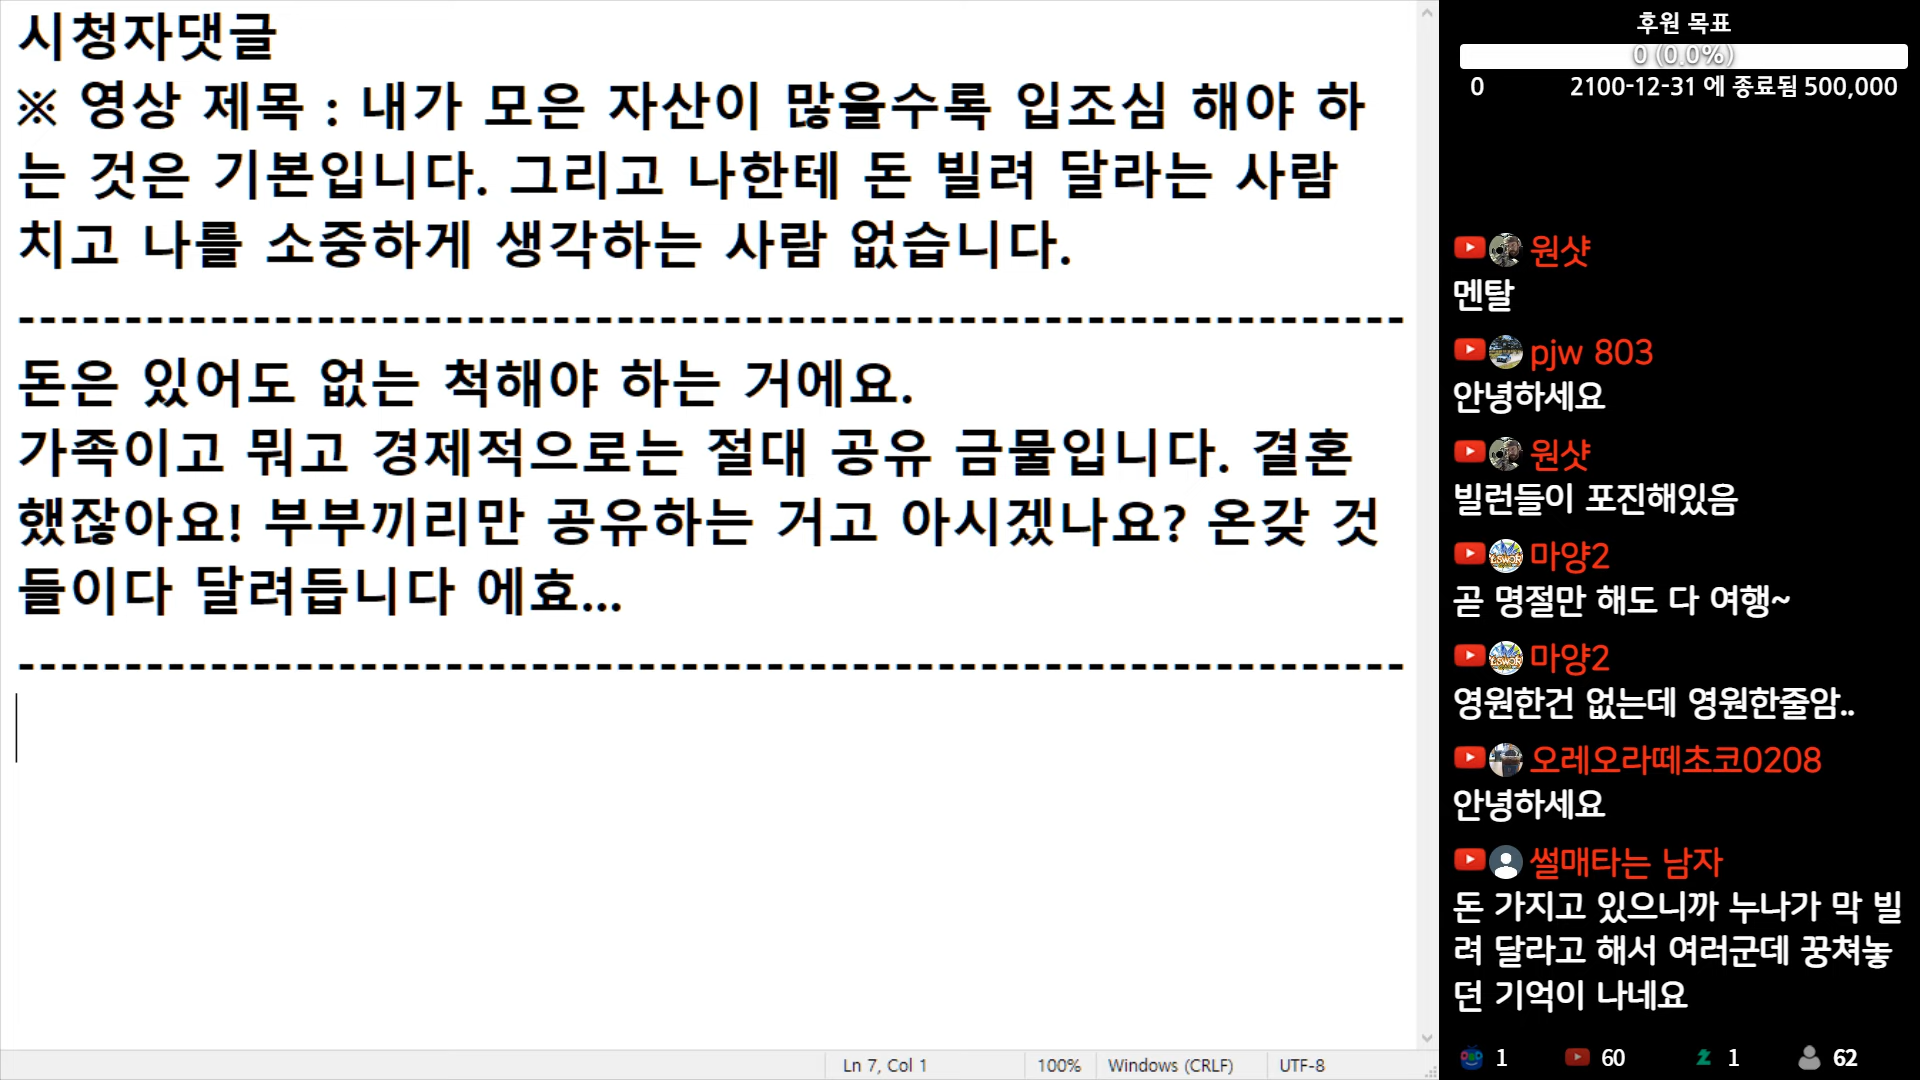 시청자댓글
※ 영상 제목 : 내가 모은 자산이 많을수록 입조심 해야 하
는 것은 기본입니다. 그리고 나한테 돈 빌려 달라는 사람
치고 나를 소중하게 생각하는 사람 없습니다.
-----------------------------------------------------------------
돈은 있어도 없는 척해야 하는 거에요.
가족이고 뭐고 경제적으로는 절대 공유 금물입니다. 결혼
했잖아요! 부부끼리만 공유하는 거고 아시겠나요? 온갖 것
들이다 달려듭니다 에효...
-----------------------------------------------------------------
Ln 7, Col 1
100%
Windows (CRLF)
UTF-8
후원 목표
0 (0.0%)
0 2100-12-31 에 종료됨 500,000
원샷
멘탈
pjw 803
안녕하세요
원샷
빌런들이 포진해있음
마양2
곧 명절만 해도 다 여행~
마양2
영원한건 없는데 영원한줄암..
오레오라떼초코0208
안녕하세요
썰매타는 남자
돈 가지고 있으니까 누나가 막 빌
려 달라고 해서 여러군데 꿍쳐놓
던 기억이 나네요
1 60 1 62